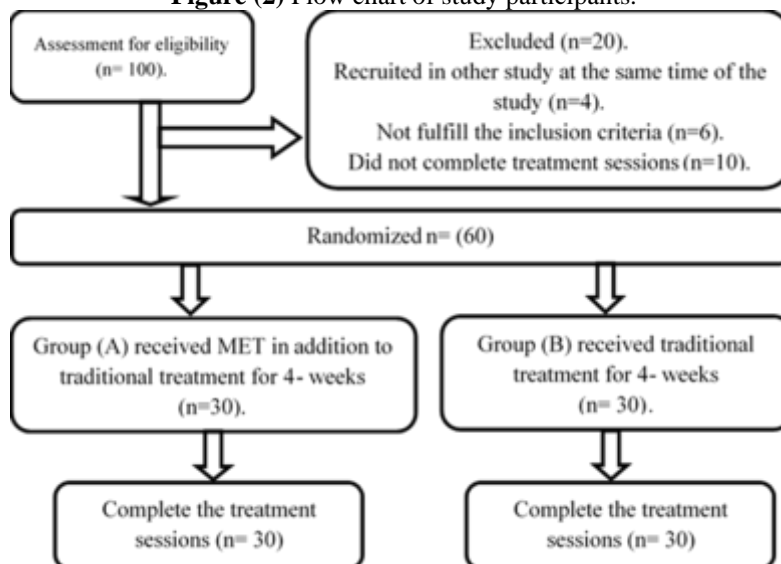 Figure (2) Flow chart of study participants.
Assessment for eligibility
(n= 100).
Excluded (n=20).
Recruited in other study at the same time of the
study (n=4).
Not fulfill the inclusion criteria (n=6).
Did not complete treatment sessions (n=10).
Randomized n= (60)
Group (A) received MET in addition to
traditional treatment for 4- weeks
(n=30).
Group (B) received traditional
treatment for 4- weeks
(n= 30).
Complete the treatment
sessions (n= 30)
Complete the treatment
sessions (n= 30)